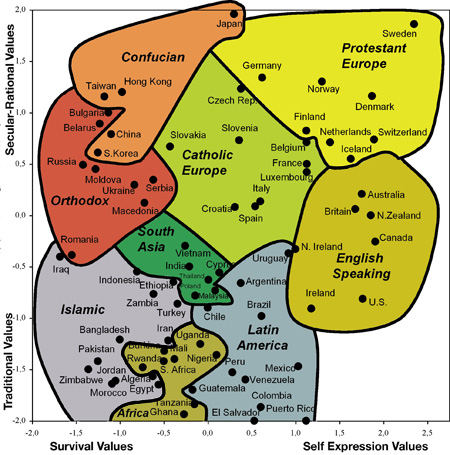 Secular-Rational Values
Traditional Values
2,0
1,5
1,0
0,5
0,0
-0,5
-1,0
-1,5
-2,0
Japan
Sweden
Confucian
Protestant
Europe
Germany
Taiwan
Hong Kong
Norway
Czech Rep.
Denmark
Bulgaria
Belarus
China
Finland
Slovakia
Slovenia
Netherlands
Switzerland
Belgium
Iceland
S.Korea
Catholic
Europe
Russia
France
Moldova
Luxembourg
Ukraine
Serbia
Italy
Australia
Orthodox
Macedonia
Croatia
Spain
Britain
N.Zealand
South
Asia
Romania
Vietnam
Uruguay
N. Ireland
Canada
Iraq
India
Cypr
English
Speaking
Indonesia
Thailand
Ethiopia
Poland
Malaysia
Argentina
Ireland
U.S.
Islamic
Zambia
Turkey
Chile
Brazil
Latin
America
Bangladesh
Iran
Uganda
Pakistan
Burkina
Mali
Rwanda
S. Africa
Nigeria
Peru
Mexico
Jordan
Zimbabwe
Algeria
Venezuela
Morocco
Egypt
Guatemala
Colombia
Tanzania
Africa
Ghana
El Salvador
Puerto Rico
-2,0 -1,5 -1,0 -0,5 0,0 0,5 1,0 1,5 2,0 2,5
Survival Values
Self Expression Values